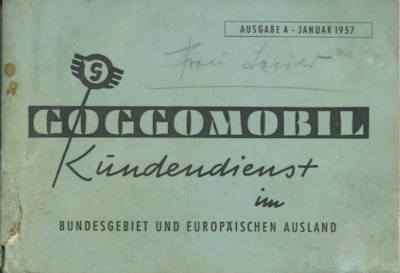 AUSGABE A - JANUAR 1957
G
GOGGOMOBIL
Kundendienst
im
BUNDESGEBIET UND EUROPÄISCHEN AUSLAND